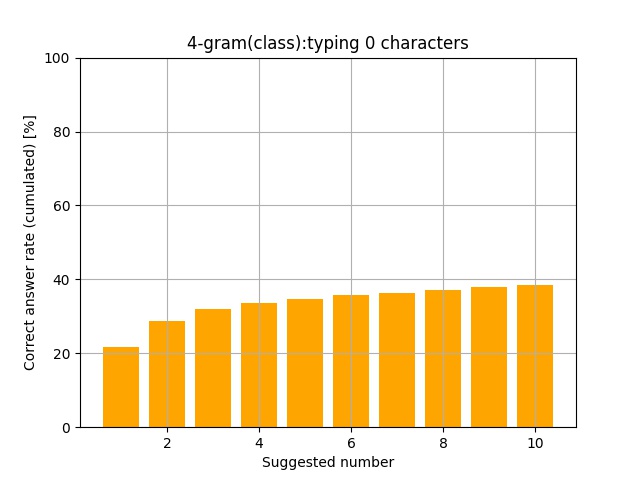 4-gram(class):typing 0 characters
Correct answer rate (cumulated) [%]
100
80
60
40
20
0
2 4 6 8 10
Suggested number